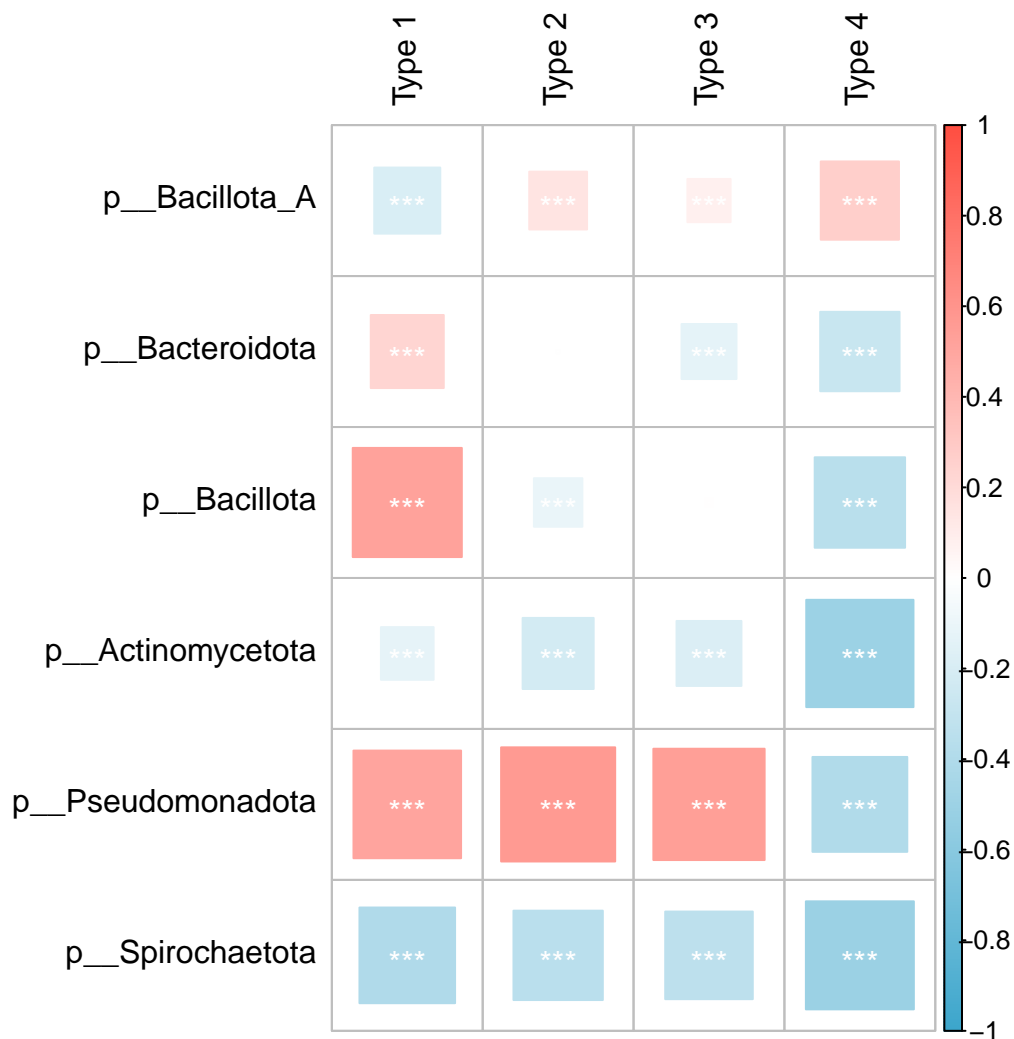 Type 1 Type 2 Type 3 Type 4
p__Bacillota_A *** *** *** ***
p__Bacteroidota *** *** ***
p__Bacillota *** *** ***
p__Actinomycetota *** *** *** ***
p__Pseudomonadota *** *** *** ***
p__Spirochaetota *** *** *** ***
1
0.8
0.6
0.4
0.2
0
−0.2
−0.4
−0.6
−0.8
−1